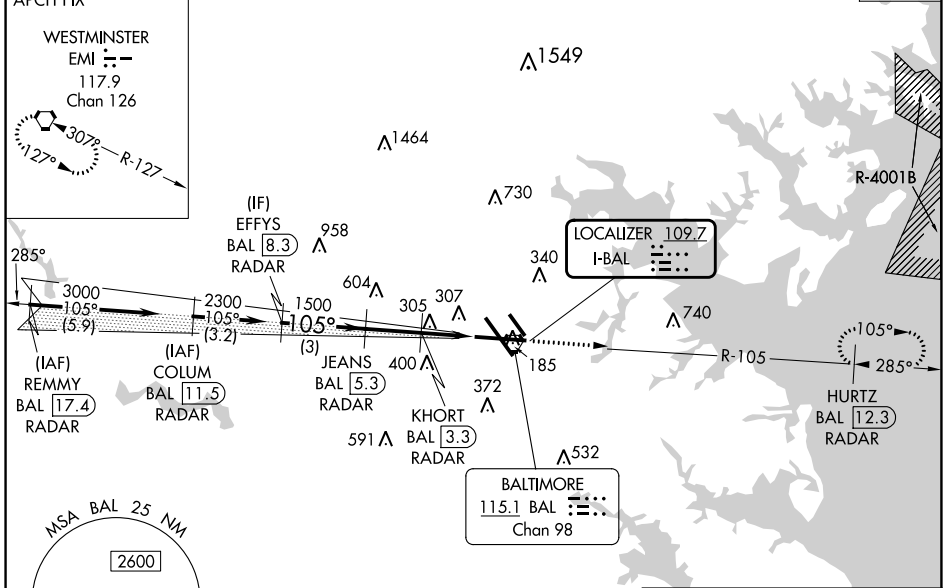 APCH FIX
WESTMINSTER
EMI
117.9
Chan 126
307°
127°
R-127
1549
1464
730
R-4001B
(IF)
EFFYS
BAL 8.3
RADAR
958
LOCALIZER 109.7
I-BAL
340
285°
3000
105°
(5.9)
2300
105°
(3.2)
1500
105°
(3)
604
305
307
740
105°
285°
R-105
185
(IAF)
REMMY
BAL 17.4
RADAR
(IAF)
COLUM
BAL 11.5
RADAR
JEANS
BAL 5.3
RADAR
400
KHORT
BAL 3.3
RADAR
372
HURTZ
BAL 12.3
RADAR
591
532
BALTIMORE
115.1 BAL
Chan 98
MSA BAL 25 NM
2600